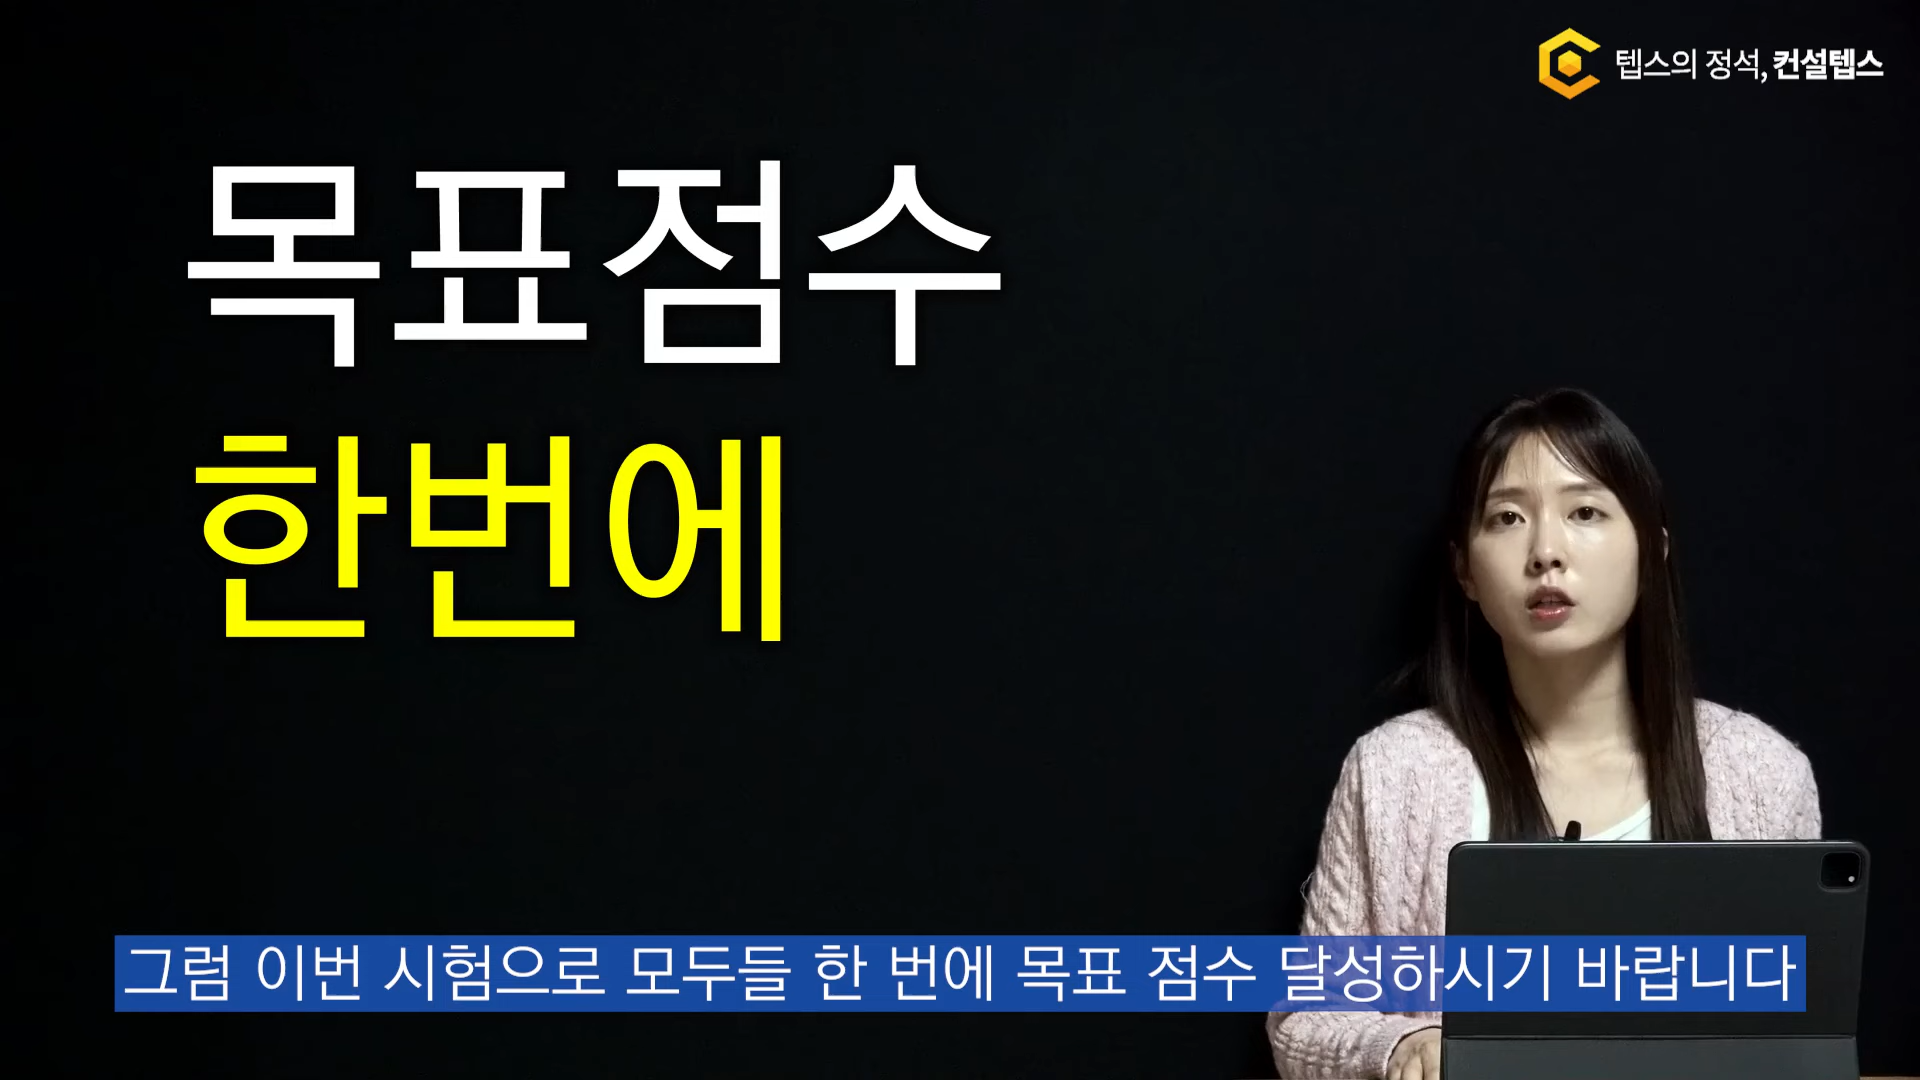 텝스의 정석, 컨설텝스
목표점수
한번에
그럼 이번 시험으로 모두들 한 번에 목표 점수 달성하시기 바랍니다